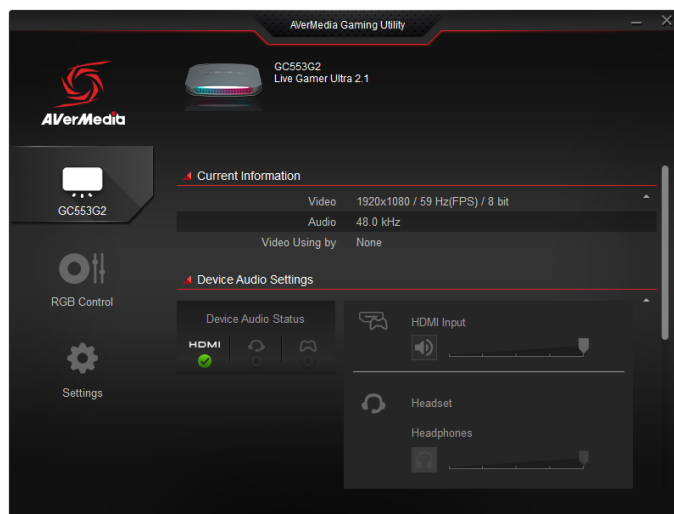 AVerMedia Gaming Utility
GC553G2
Live Gamer Ultra 2.1
AVerMedia
GC553G2
RGB Control
Settings
Current Information
Video 1920x1080 / 59 Hz(FPS) / 8 bit
Audio 48.0 kHz
Video Using by None
Device Audio Settings
Device Audio Status
HDMI
HDMI Input
Headset
Headphones